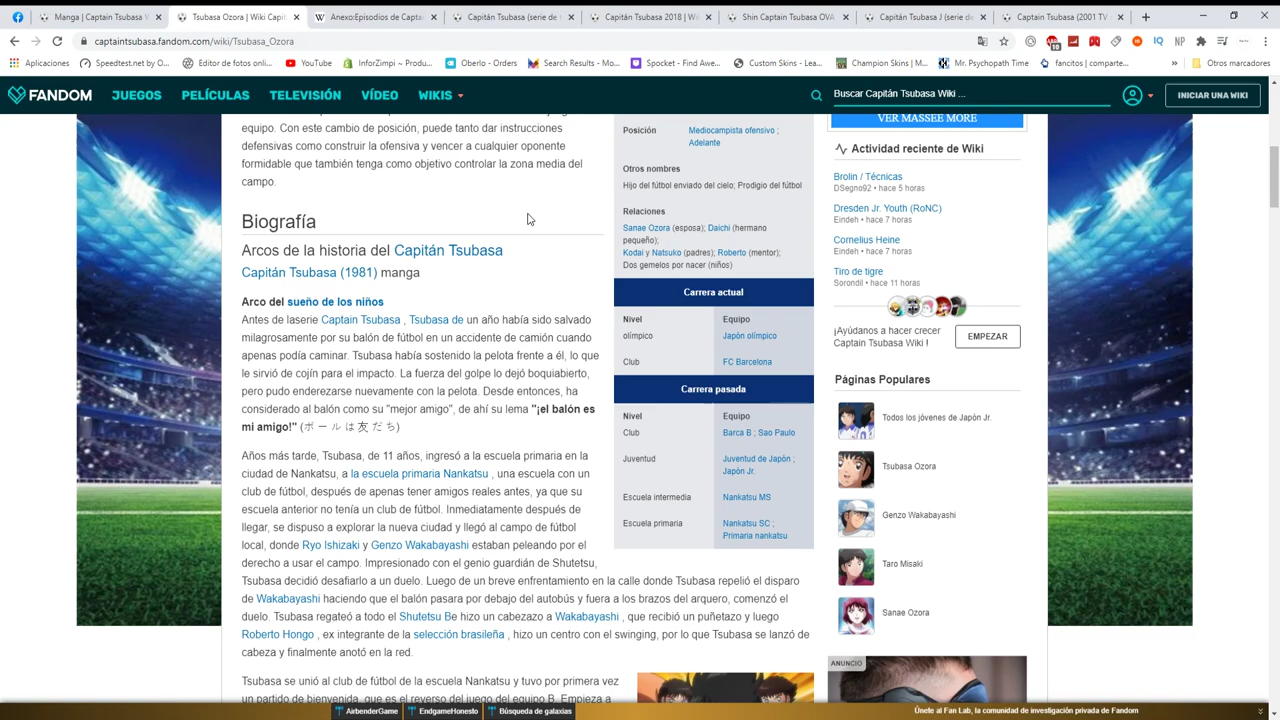 Manga | Captain Tsubasa W
Tsubasa Ozora | Wiki Capit
Anexo:Episodios de Capta
Capitán Tsubasa (serie de
Capitán Tsubasa 2018 | Wi
Shin Captain Tsubasa OVA
Capitán Tsubasa J (serie de
Captain Tsubasa (2001 TV
captaintsubasa.fandom.com/wiki/Tsubasa_Ozora
Aplicaciones
Speedtest.net by O...
Editor de fotos onli...
YouTube
InforZimpi ~ Produ...
Oberlo - Orders
Search Results - Mo...
Spocket - Find Awe...
Custom Skins - Lea...
Champion Skins | M...
Mr. Psychopath Time
fancitos | comparte...
Otros marcadores
FANDOM
JUEGOS
PELÍCULAS
TELEVISIÓN
VÍDEO
WIKIS
Buscar Capitán Tsubasa Wiki ...
INICIAR UNA WIKI
equipo. Con este cambio de posición, puede tanto dar instrucciones
defensivas como construir la ofensiva y vencer a cualquier oponente
formidable que también tenga como objetivo controlar la zona media del
campo.
Biografía
Arcos de la historia del Capitán Tsubasa
Capitán Tsubasa (1981) manga
Arco del sueño de los niños
Antes de laserie Captain Tsubasa , Tsubasa de un año había sido salvado
milagrosamente por su balón de fútbol en un accidente de camión cuando
apenas podía caminar. Tsubasa había sostenido la pelota frente a él, lo que
le sirvió de cojín para el impacto. La fuerza del golpe lo dejó boquiabierto,
pero pudo enderezarse nuevamente con la pelota. Desde entonces, ha
considerado al balón como su "mejor amigo", de ahí su lema "¡el balón es
mi amigo!" (ボールは友だち)
Años más tarde, Tsubasa, de 11 años, ingresó a la escuela primaria en la
ciudad de Nankatsu, a la escuela primaria Nankatsu , una escuela con un
club de fútbol, después de apenas tener amigos reales antes, ya que su
escuela anterior no tenía un club de fútbol. Inmediatamente después de
llegar, se dispuso a explorar la nueva ciudad y llegó al campo de fútbol
local, donde Ryo Ishizaki y Genzo Wakabayashi estaban peleando por el
derecho a usar el campo. Impresionado con el genio guardián de Shutetsu,
Tsubasa decidió desafiarlo a un duelo. Luego de un breve enfrentamiento en la calle donde Tsubasa repelió el disparo
de Wakabayashi haciendo que el balón pasara por debajo del autobús y fuera a los brazos del arquero, comenzó el
duelo. Tsubasa regateó a todo el Shutetsu Be hizo un cabezazo a Wakabayashi , que recibió un puñetazo y luego
Roberto Hongo , ex integrante de la selección brasileña , hizo un centro con el swinging, por lo que Tsubasa se lanzó de
cabeza y finalmente anotó en la red.
Tsubasa se unió al club de fútbol de la escuela Nankatsu y tuvo por primera vez
un partido de bienvenida, que es el reverso del juego del equipo B. Empieza a
Posición
Mediocampista ofensivo ;
Adelante
Otros nombres
Hijo del fútbol enviado del cielo; Prodigio del fútbol
Relaciones
Sanae Ozora (esposa); Daichi (hermano
pequeño);
Kodai y Natsuko (padres); Roberto (mentor);
Dos gemelos por nacer (niños)
Carrera actual
Nivel Equipo
olímpico Japón olímpico
Club FC Barcelona
Carrera pasada
Nivel Equipo
Club Barca B ; Sao Paulo
Juventud Juventud de Japón ;
Japón Jr.
Escuela intermedia Nankatsu MS
Escuela primaria Nankatsu SC ;
Primaria nankatsu
VER MASSEE MORE
Actividad reciente de Wiki
Brolin / Técnicas
DSegno92 • hace 5 horas
Dresden Jr. Youth (RoNC)
Eindeh • hace 7 horas
Cornelius Heine
Eindeh • hace 7 horas
Tiro de tigre
Sorondil • hace 11 horas
¡Ayúdanos a hacer crecer
Captain Tsubasa Wiki !
EMPEZAR
Páginas Populares
Todos los jóvenes de Japón Jr.
Tsubasa Ozora
Genzo Wakabayashi
Taro Misaki
Sanae Ozora
ANUNCIO
AirbenderGame
EndgameHonesto
Búsqueda de galaxias
Únete al Fan Lab, la comunidad de investigación privada de Fandom